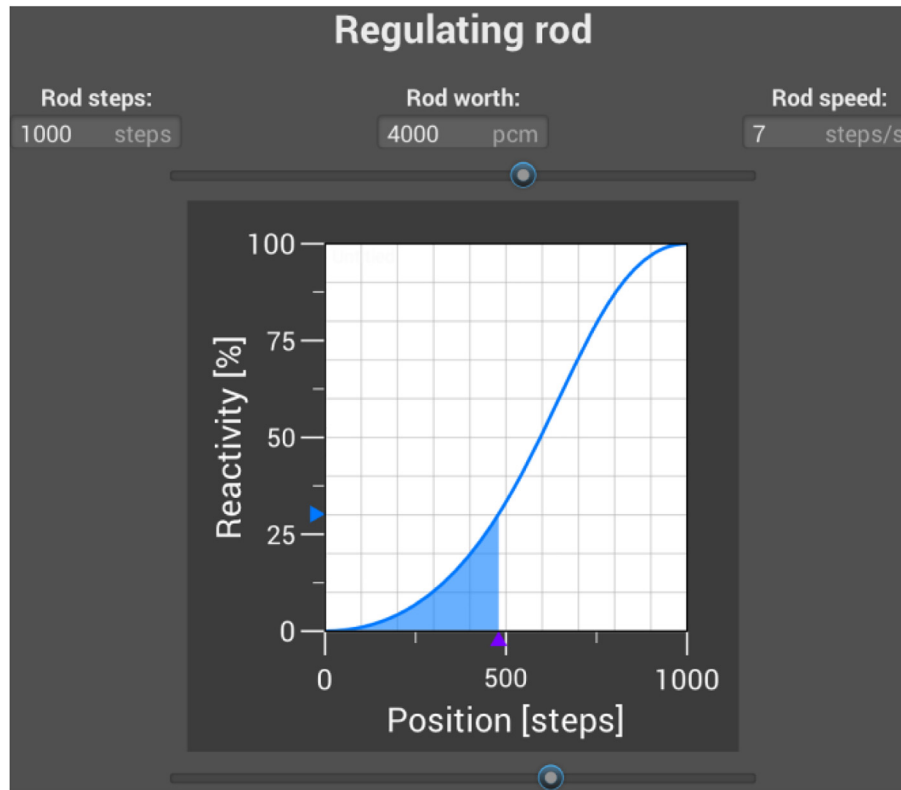 Regulating rod
Rod steps: Rod worth: Rod speed:
1000 steps 4000 pcm 7 steps/s
100
75
50
25
0
Reactivity [%]
0 500 1000
Position [steps]